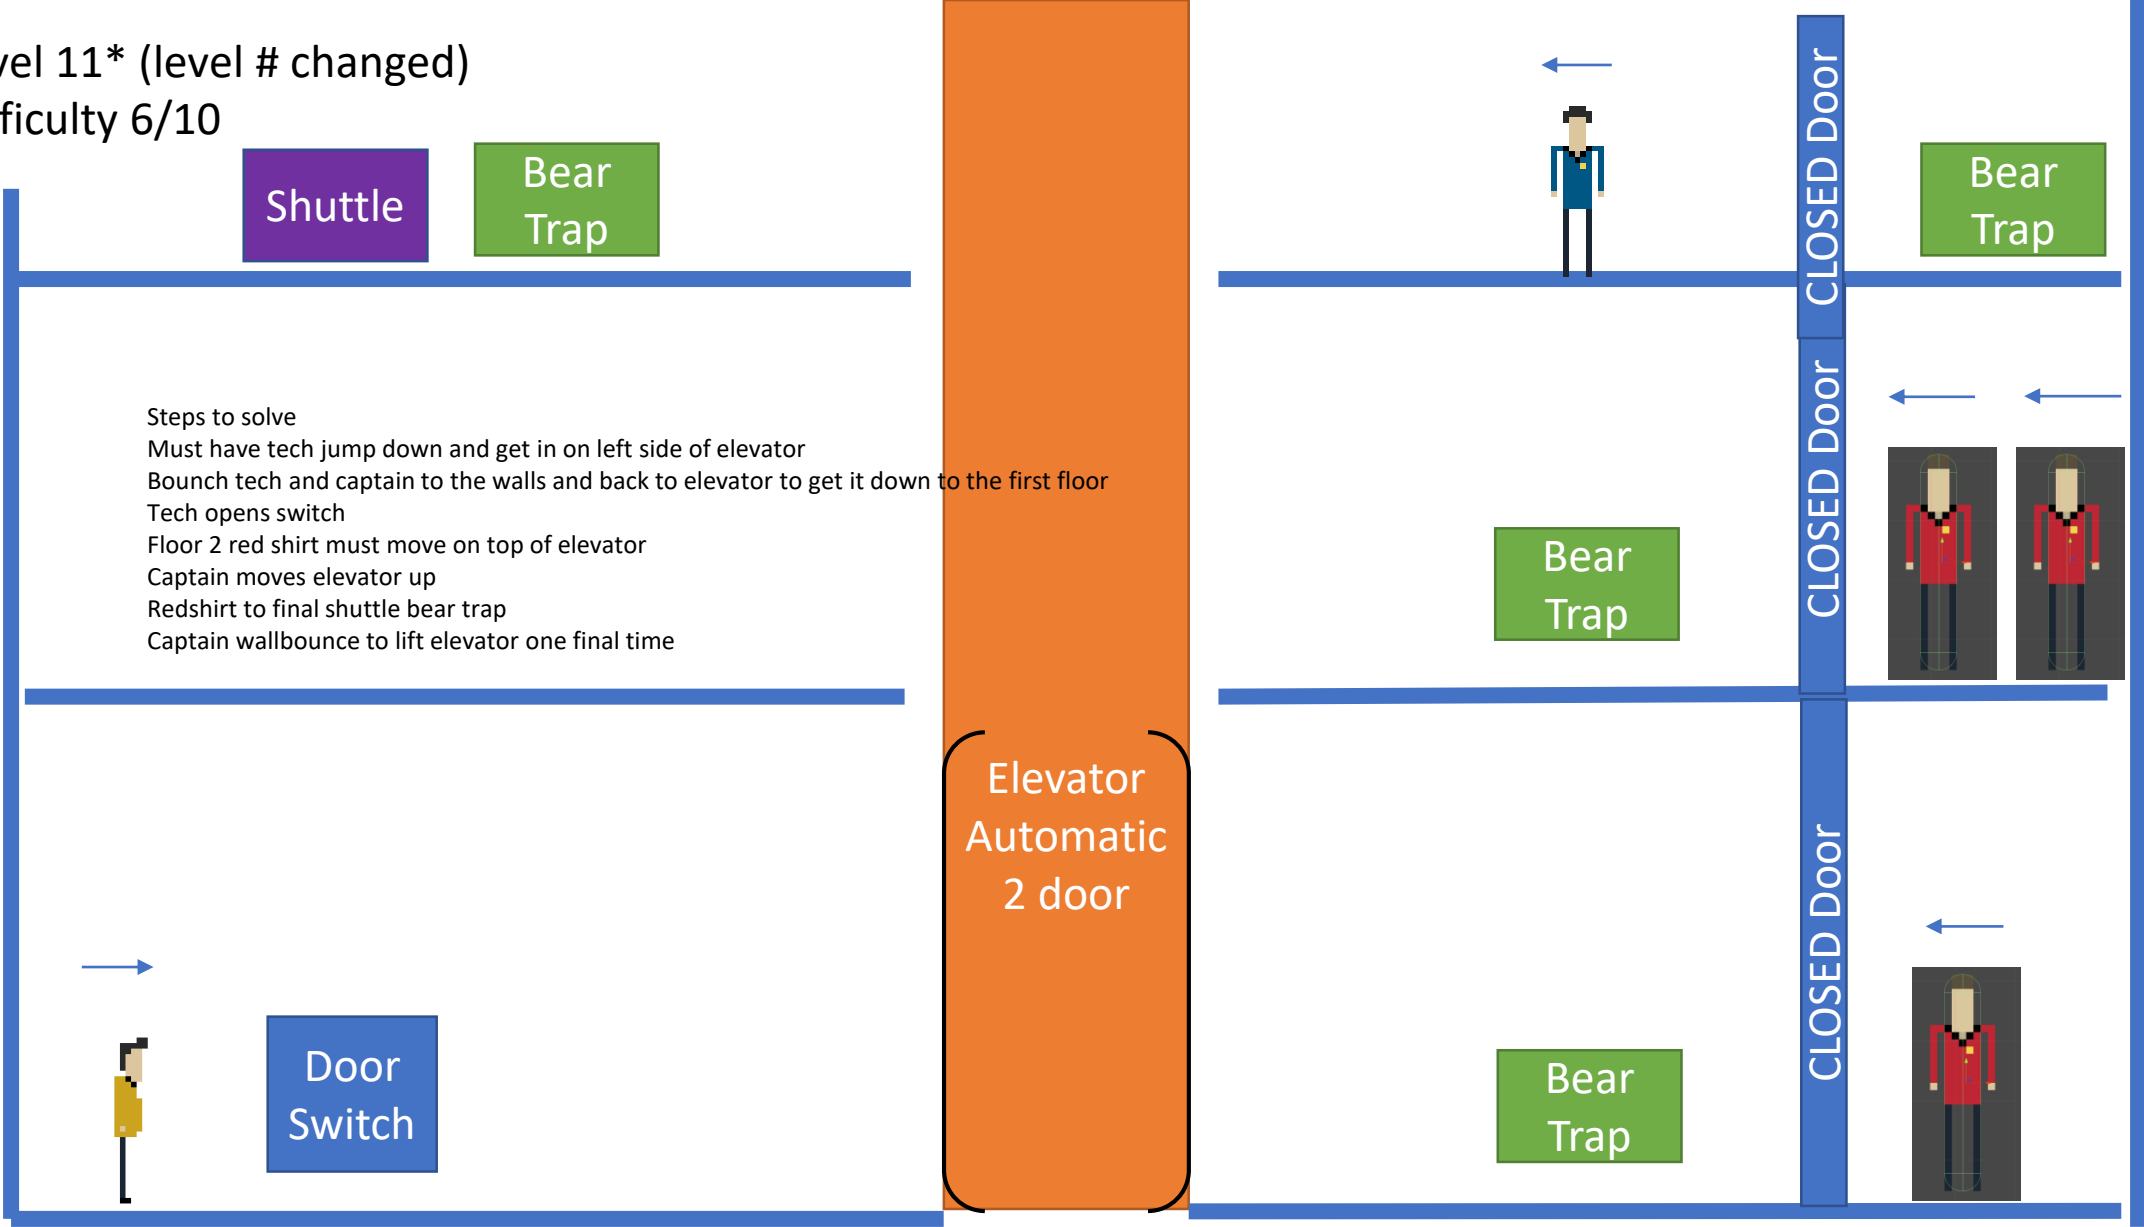 vel 11* (level # changed)
ficulty 6/10
Shuttle
Bear
Trap
CLOSED Door
Bear
Trap
Steps to solve
Must have tech jump down and get in on left side of elevator
Bounch tech and captain to the walls and back to elevator to get it down to the first floor
Tech opens switch
Floor 2 red shirt must move on top of elevator
Captain moves elevator up
Redshirt to final shuttle bear trap
Captain wallbounce to lift elevator one final time
Bear
Trap
CLOSED Door
Elevator
Automatic
2 door
Door
Switch
Bear
Trap
CLOSED Door